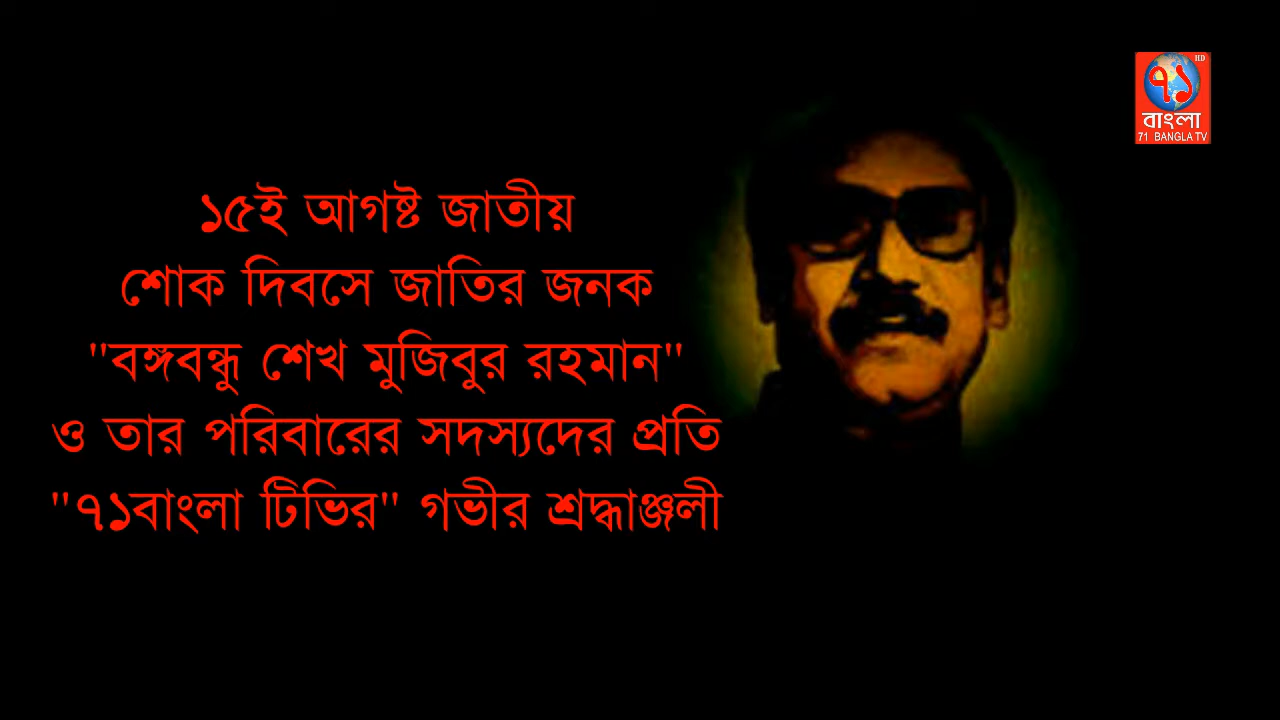 ১৫ই আগষ্ট জাতীয়
শোক দিবসে জাতির জনক
"বঙ্গবন্ধু শেখ মুজিবুর রহমান"
ও তার পরিবারের সদস্যদের প্রতি
"৭১বাংলা টিভির" গভীর শ্রদ্ধাঞ্জলী
HD
৭১
বাংলা
71 BANGLA TV